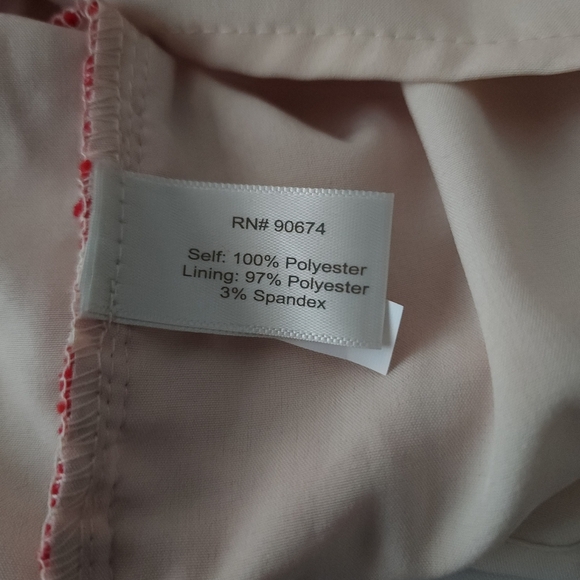 RN# 90674
Self: 100% Polyester
Lining: 97% Polyester
3% Spandex